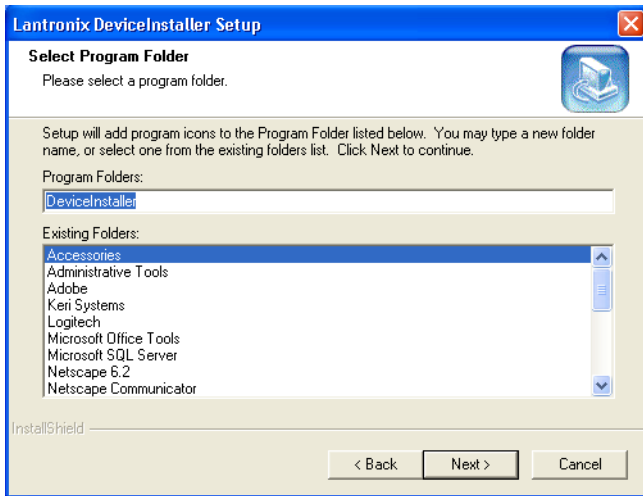 Lantronix DeviceInstaller Setup
Select Program Folder
Please select a program folder.
Setup will add program icons to the Program Folder listed below. You may type a new folder
name, or select one from the existing folders list. Click Next to continue.
Program Folders:
DeviceInstaller
Existing Folders:
Accessories
Administrative Tools
Adobe
Keri Systems
Logitech
Microsoft Office Tools
Microsoft SQL Server
Netscape 6.2
Netscape Communicator
InstallShield
< Back Next > Cancel